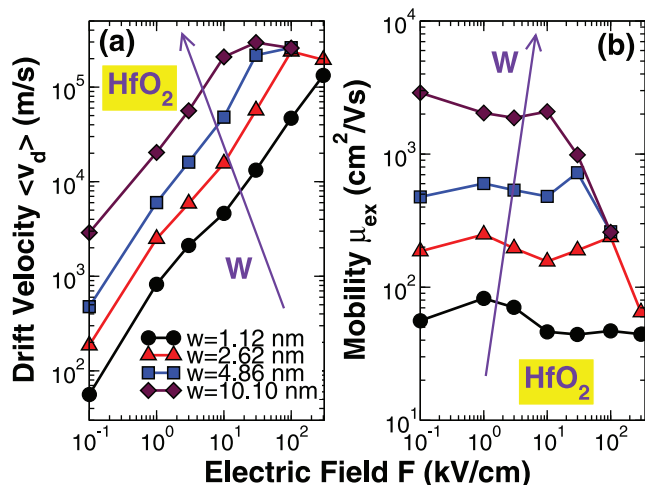 (a)
HfO2
W
W
w=1.12 nm
w=2.62 nm
w=4.86 nm
w=10.10 nm
Drift Velocity <vd> (m/s)
10^5
10^4
10^3
10^2
10^-1 10^0 10^1 10^2
(b)
W
HfO2
Mobility μex (cm^2/Vs)
10^4
10^3
10^2
10^1
10^-1 10^0 10^1 10^2
Electric Field F (kV/cm)